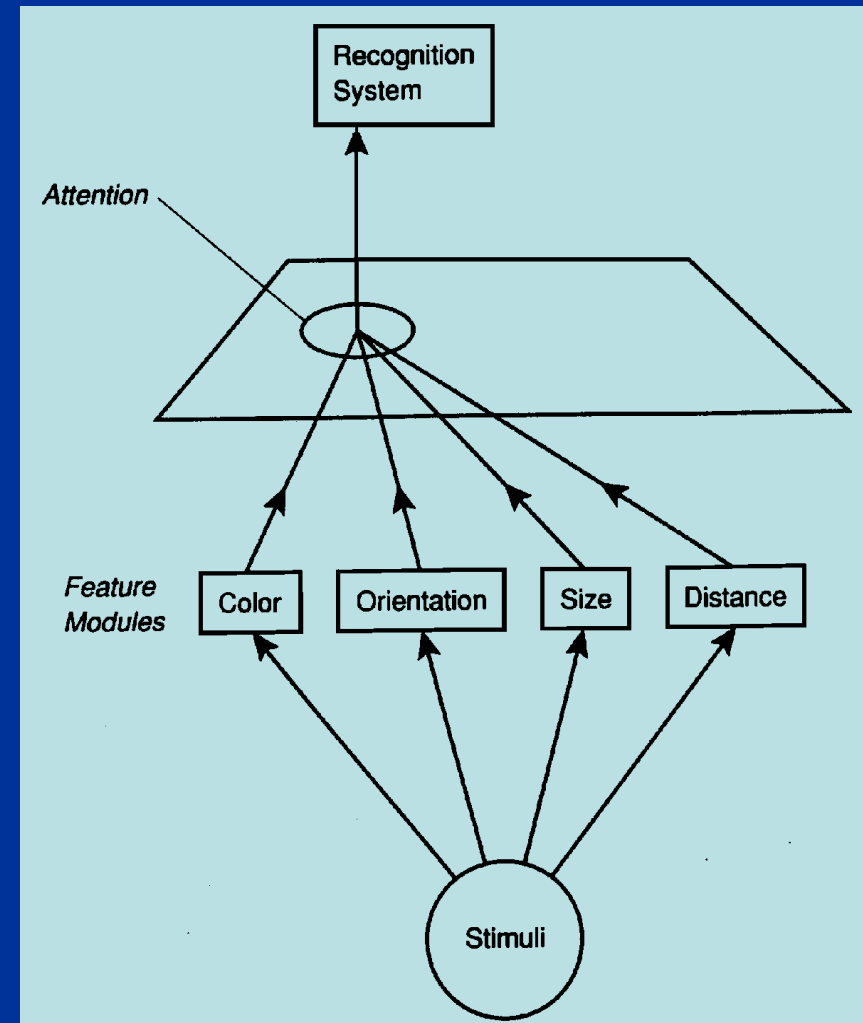 Recognition
System
Attention
Feature
Modules
Color
Orientation
Size
Distance
Stimuli